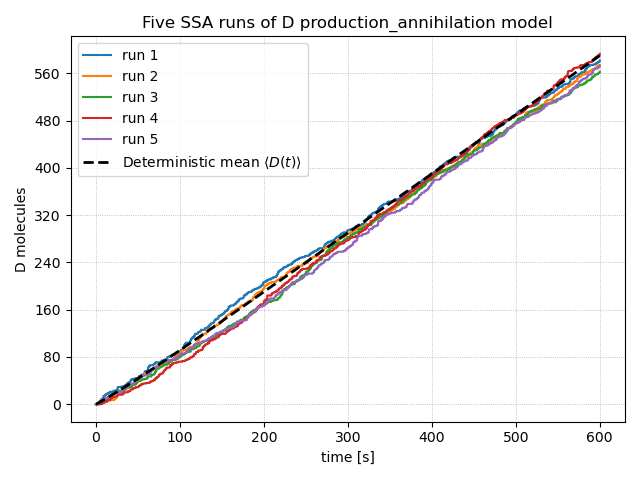 Five SSA runs of D production_annihilation model
run 1
run 2
run 3
run 4
run 5
Deterministic mean ⟨D(t)⟩
D molecules
560
480
400
320
240
160
80
0
0 100 200 300 400 500 600
time [s]